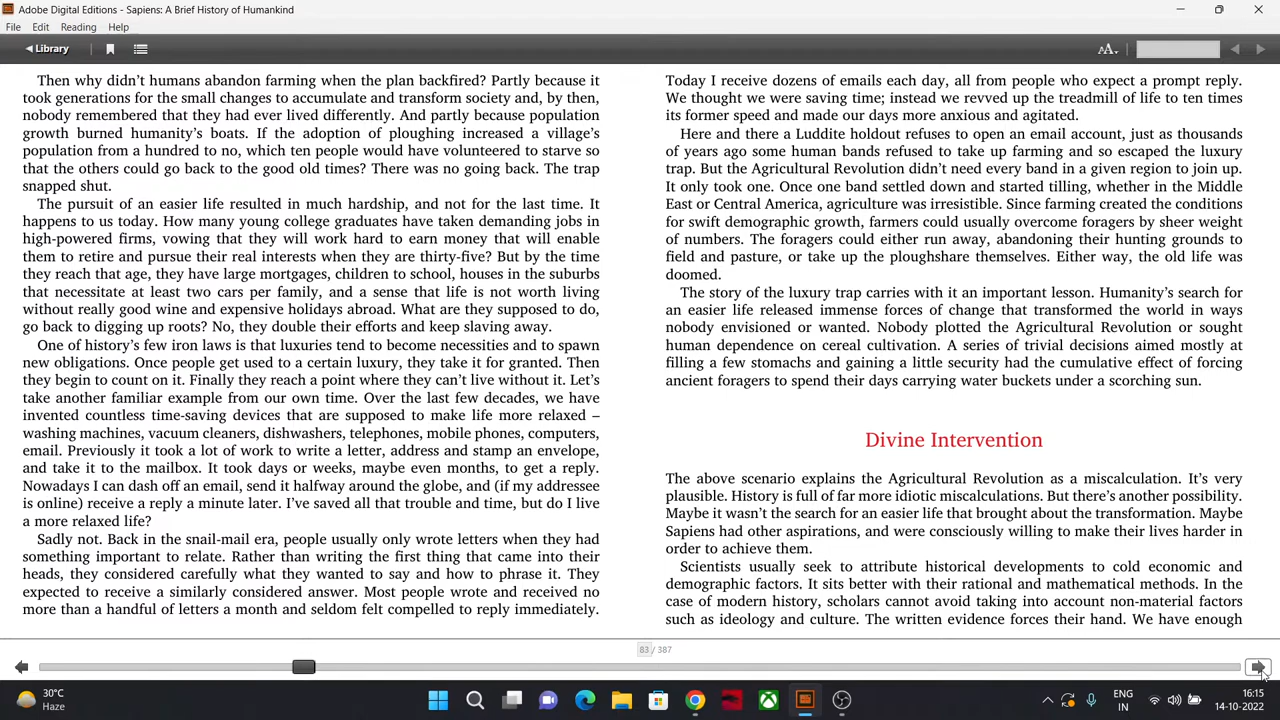 Adobe Digital Editions - Sapiens: A Brief History of Humankind
File Edit Reading Help
Library
AA
Then why didn't humans abandon farming when the plan backfired? Partly because it
took generations for the small changes to accumulate and transform society and, by then,
nobody remembered that they had ever lived differently. And partly because population
growth burned humanity's boats. If the adoption of ploughing increased a village's
population from a hundred to no, which ten people would have volunteered to starve so
that the others could go back to the good old times? There was no going back. The trap
snapped shut.
The pursuit of an easier life resulted in much hardship, and not for the last time. It
happens to us today. How many young college graduates have taken demanding jobs in
high-powered firms, vowing that they will work hard to earn money that will enable
them to retire and pursue their real interests when they are thirty-five? But by the time
they reach that age, they have large mortgages, children to school, houses in the suburbs
that necessitate at least two cars per family, and a sense that life is not worth living
without really good wine and expensive holidays abroad. What are they supposed to do,
go back to digging up roots? No, they double their efforts and keep slaving away.
One of history's few iron laws is that luxuries tend to become necessities and to spawn
new obligations. Once people get used to a certain luxury, they take it for granted. Then
they begin to count on it. Finally they reach a point where they can't live without it. Let's
take another familiar example from our own time. Over the last few decades, we have
invented countless time-saving devices that are supposed to make life more relaxed –
washing machines, vacuum cleaners, dishwashers, telephones, mobile phones, computers,
email. Previously it took a lot of work to write a letter, address and stamp an envelope,
and take it to the mailbox. It took days or weeks, maybe even months, to get a reply.
Nowadays I can dash off an email, send it halfway around the globe, and (if my addressee
is online) receive a reply a minute later. I've saved all that trouble and time, but do I live
a more relaxed life?
Sadly not. Back in the snail-mail era, people usually only wrote letters when they had
something important to relate. Rather than writing the first thing that came into their
heads, they considered carefully what they wanted to say and how to phrase it. They
expected to receive a similarly considered answer. Most people wrote and received no
more than a handful of letters a month and seldom felt compelled to reply immediately.
Today I receive dozens of emails each day, all from people who expect a prompt reply.
We thought we were saving time; instead we revved up the treadmill of life to ten times
its former speed and made our days more anxious and agitated.
Here and there a Luddite holdout refuses to open an email account, just as thousands
of years ago some human bands refused to take up farming and so escaped the luxury
trap. But the Agricultural Revolution didn't need every band in a given region to join up.
It only took one. Once one band settled down and started tilling, whether in the Middle
East or Central America, agriculture was irresistible. Since farming created the conditions
for swift demographic growth, farmers could usually overcome foragers by sheer weight
of numbers. The foragers could either run away, abandoning their hunting grounds to
field and pasture, or take up the ploughshare themselves. Either way, the old life was
doomed.
The story of the luxury trap carries with it an important lesson. Humanity's search for
an easier life released immense forces of change that transformed the world in ways
nobody envisioned or wanted. Nobody plotted the Agricultural Revolution or sought
human dependence on cereal cultivation. A series of trivial decisions aimed mostly at
filling a few stomachs and gaining a little security had the cumulative effect of forcing
ancient foragers to spend their days carrying water buckets under a scorching sun.
Divine Intervention
The above scenario explains the Agricultural Revolution as a miscalculation. It's very
plausible. History is full of far more idiotic miscalculations. But there's another possibility.
Maybe it wasn't the search for an easier life that brought about the transformation. Maybe
Sapiens had other aspirations, and were consciously willing to make their lives harder in
order to achieve them.
Scientists usually seek to attribute historical developments to cold economic and
demographic factors. It sits better with their rational and mathematical methods. In the
case of modern history, scholars cannot avoid taking into account non-material factors
such as ideology and culture. The written evidence forces their hand. We have enough
83 / 387
30°C
Haze
ENG
IN
16:15
14-10-2022